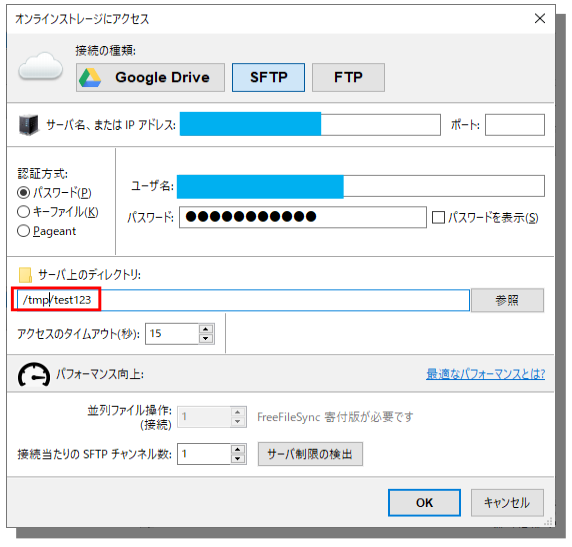 オンラインストレージにアクセス
接続の種類:
Google Drive SFTP FTP
サーバ名、または IP アドレス: ポート:
認証方式:
パスワード(P)
キーファイル(K)
Pageant
ユーザ名:
パスワード: ●●●●●●●●●●● パスワードを表示(S)
サーバ上のディレクトリ:
/tmp/test123 参照
アクセスのタイムアウト(秒): 15
パフォーマンス向上: 最適なパフォーマンスとは?
並列ファイル操作: 1 FreeFileSync 寄付版が必要です
(接続)
接続当たりの SFTP チャンネル数: 1 サーバ制限の検出
OK キャンセル